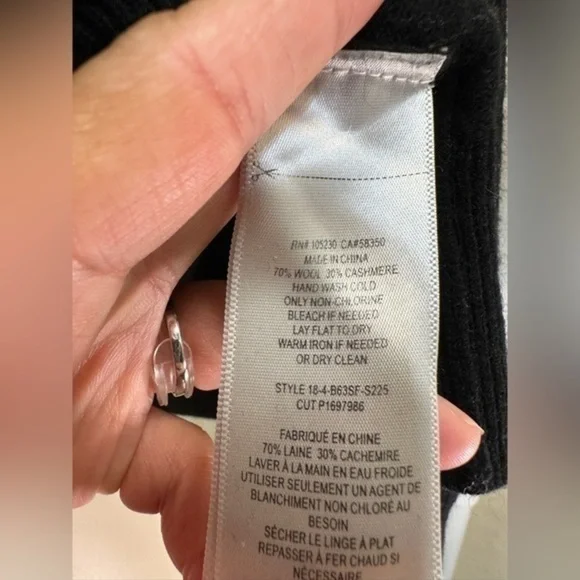 RN# 105230 CA#58350
MADE IN CHINA
70% WOOL 30% CASHMERE
HAND WASH COLD
ONLY NON-CHLORINE
BLEACH IF NEEDED
LAY FLAT TO DRY
WARM IRON IF NEEDED
OR DRY CLEAN
STYLE 18-4-B63SF-S225
CUT P1697986
FABRIQUÉ EN CHINE
70% LAINE 30% CACHEMIRE
LAVER À LA MAIN EN EAU FROIDE
UTILISER SEULEMENT UN AGENT DE
BLANCHIMENT NON CHLORÉ AU
BESOIN
SÉCHER LE LINGE À PLAT
REPASSER À FER CHAUD SI
NÉCESSAIRE